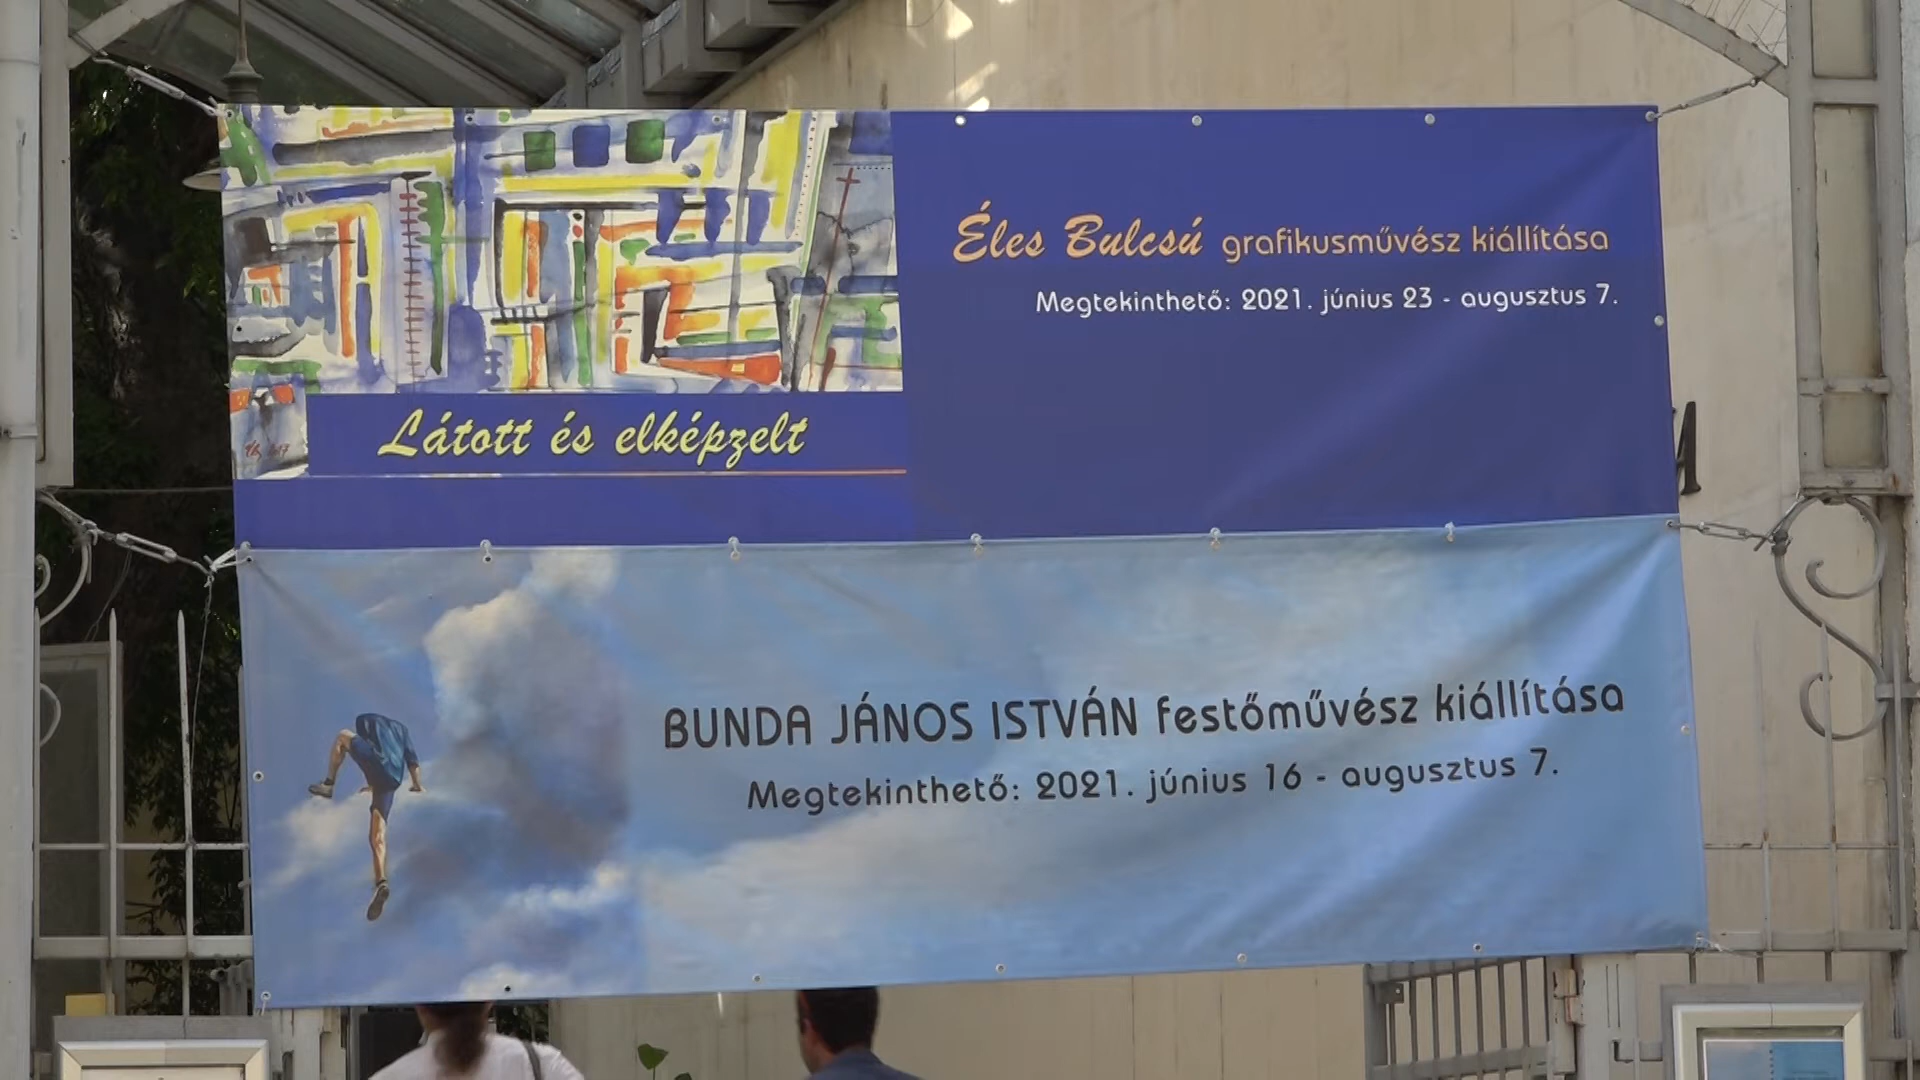 Éles Bulcsú grafikusművész kiállítása
Megtekinthető: 2021. június 23 - augusztus 7.
Látott és elképzelt
BUNDA JÁNOS ISTVÁN festőművész kiállítása
Megtekinthető: 2021. június 16 - augusztus 7.